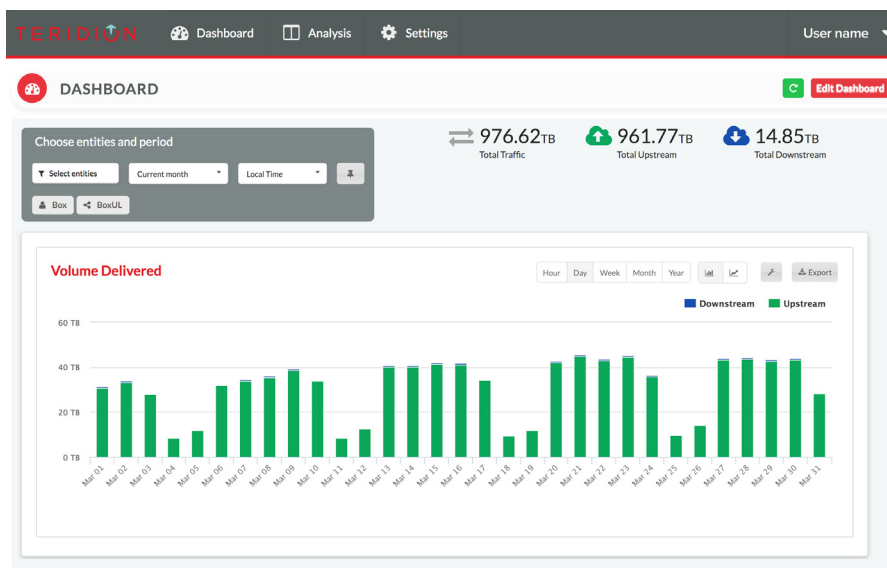 TERIDION Dashboard Analysis Settings User name
DASHBOARD Edit Dashboard
Choose entities and period
Select entities Current month Local Time
Box BoxUL
976.62TB 961.77TB 14.85TB
Total Traffic Total Upstream Total Downstream
Volume Delivered Hour Day Week Month Year Export
Downstream Upstream
60 TB
40 TB
20 TB
0 TB
Mar 01 Mar 02 Mar 03 Mar 04 Mar 05 Mar 06 Mar 07 Mar 08 Mar 09 Mar 10 Mar 11 Mar 12 Mar 13 Mar 14 Mar 15 Mar 16 Mar 17 Mar 18 Mar 19 Mar 20 Mar 21 Mar 22 Mar 23 Mar 24 Mar 25 Mar 26 Mar 27 Mar 28 Mar 29 Mar 30 Mar 31